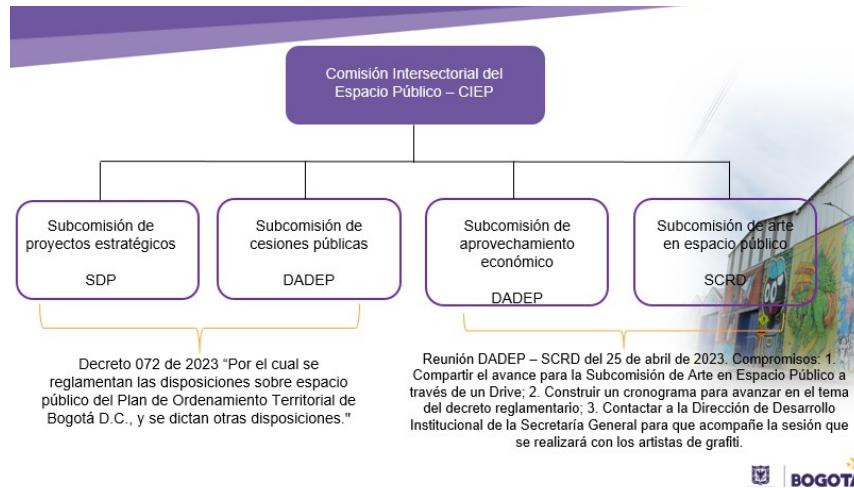 Comisión Intersectorial del
Espacio Público – CIEP
Subcomisión de
proyectos estratégicos
SDP
Subcomisión de
cesiones públicas
DADEP
Subcomisión de
aprovechamiento
económico
DADEP
Subcomisión de arte
en espacio público
SCRD
Decreto 072 de 2023 “Por el cual se
reglamentan las disposiciones sobre espacio
público del Plan de Ordenamiento Territorial de
Bogotá D.C., y se dictan otras disposiciones."
Reunión DADEP – SCRD del 25 de abril de 2023. Compromisos: 1.
Compartir el avance para la Subcomisión de Arte en Espacio Público a
través de un Drive; 2. Construir un cronograma para avanzar en el tema
del decreto reglamentario; 3. Contactar a la Dirección de Desarrollo
Institucional de la Secretaría General para que acompañe la sesión que
se realizará con los artistas de grafiti.
BOGOTÁ